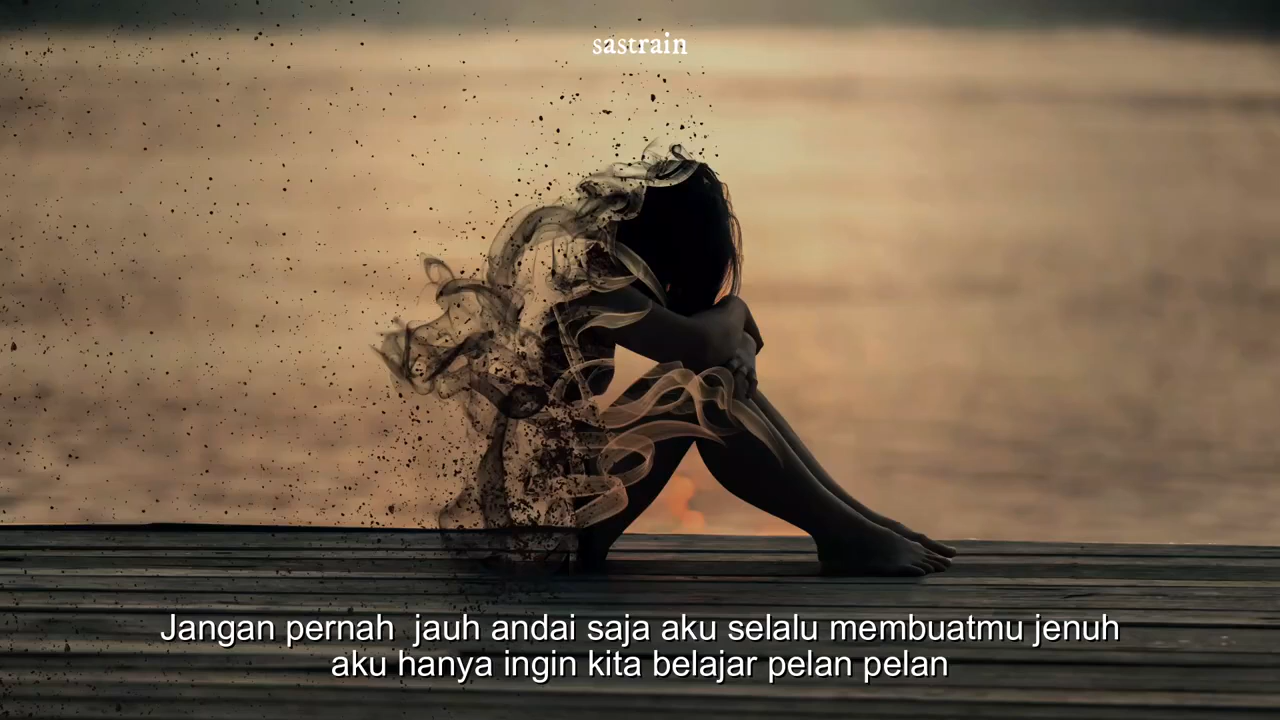 sastrain
Jangan pernah  jauh andai saja aku selalu membuatmu jenuh
aku hanya ingin kita belajar pelan pelan